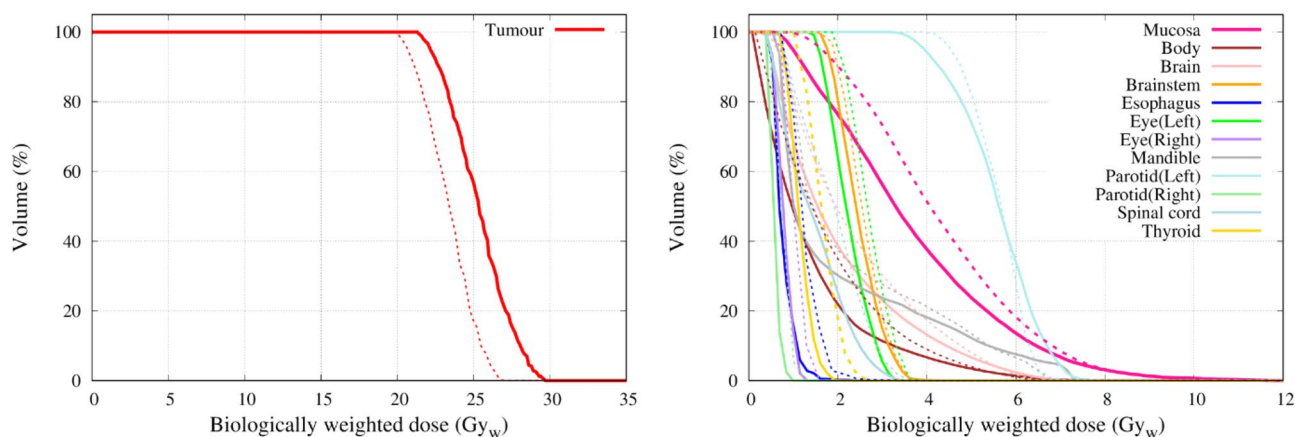 Volume (%)
100
80
60
40
20
0
Tumour
0 5 10 15 20 25 30 35
Biologically weighted dose (Gyw)
Volume (%)
100
80
60
40
20
0
Mucosa
Body
Brain
Brainstem
Esophagus
Eye(Left)
Eye(Right)
Mandible
Parotid(Left)
Parotid(Right)
Spinal cord
Thyroid
0 2 4 6 8 10 12
Biologically weighted dose (Gyw)